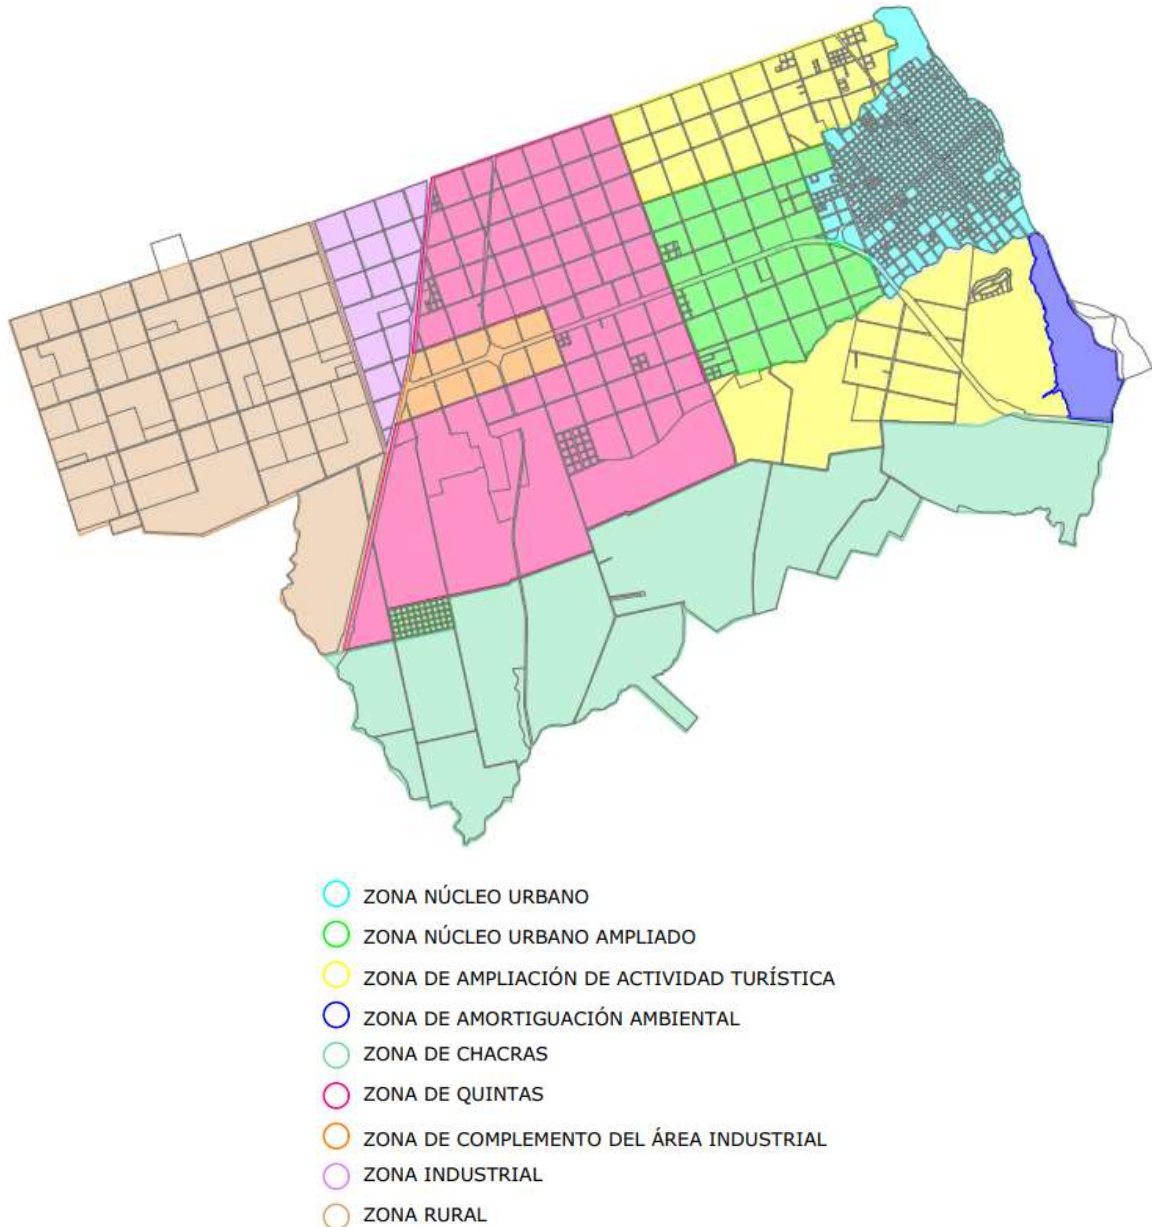 ZONA NÚCLEO URBANO
ZONA NÚCLEO URBANO AMPLIADO
ZONA DE AMPLIACIÓN DE ACTIVIDAD TURÍSTICA
ZONA DE AMORTIGUACIÓN AMBIENTAL
ZONA DE CHACRAS
ZONA DE QUINTAS
ZONA DE COMPLEMENTO DEL ÁREA INDUSTRIAL
ZONA INDUSTRIAL
ZONA RURAL